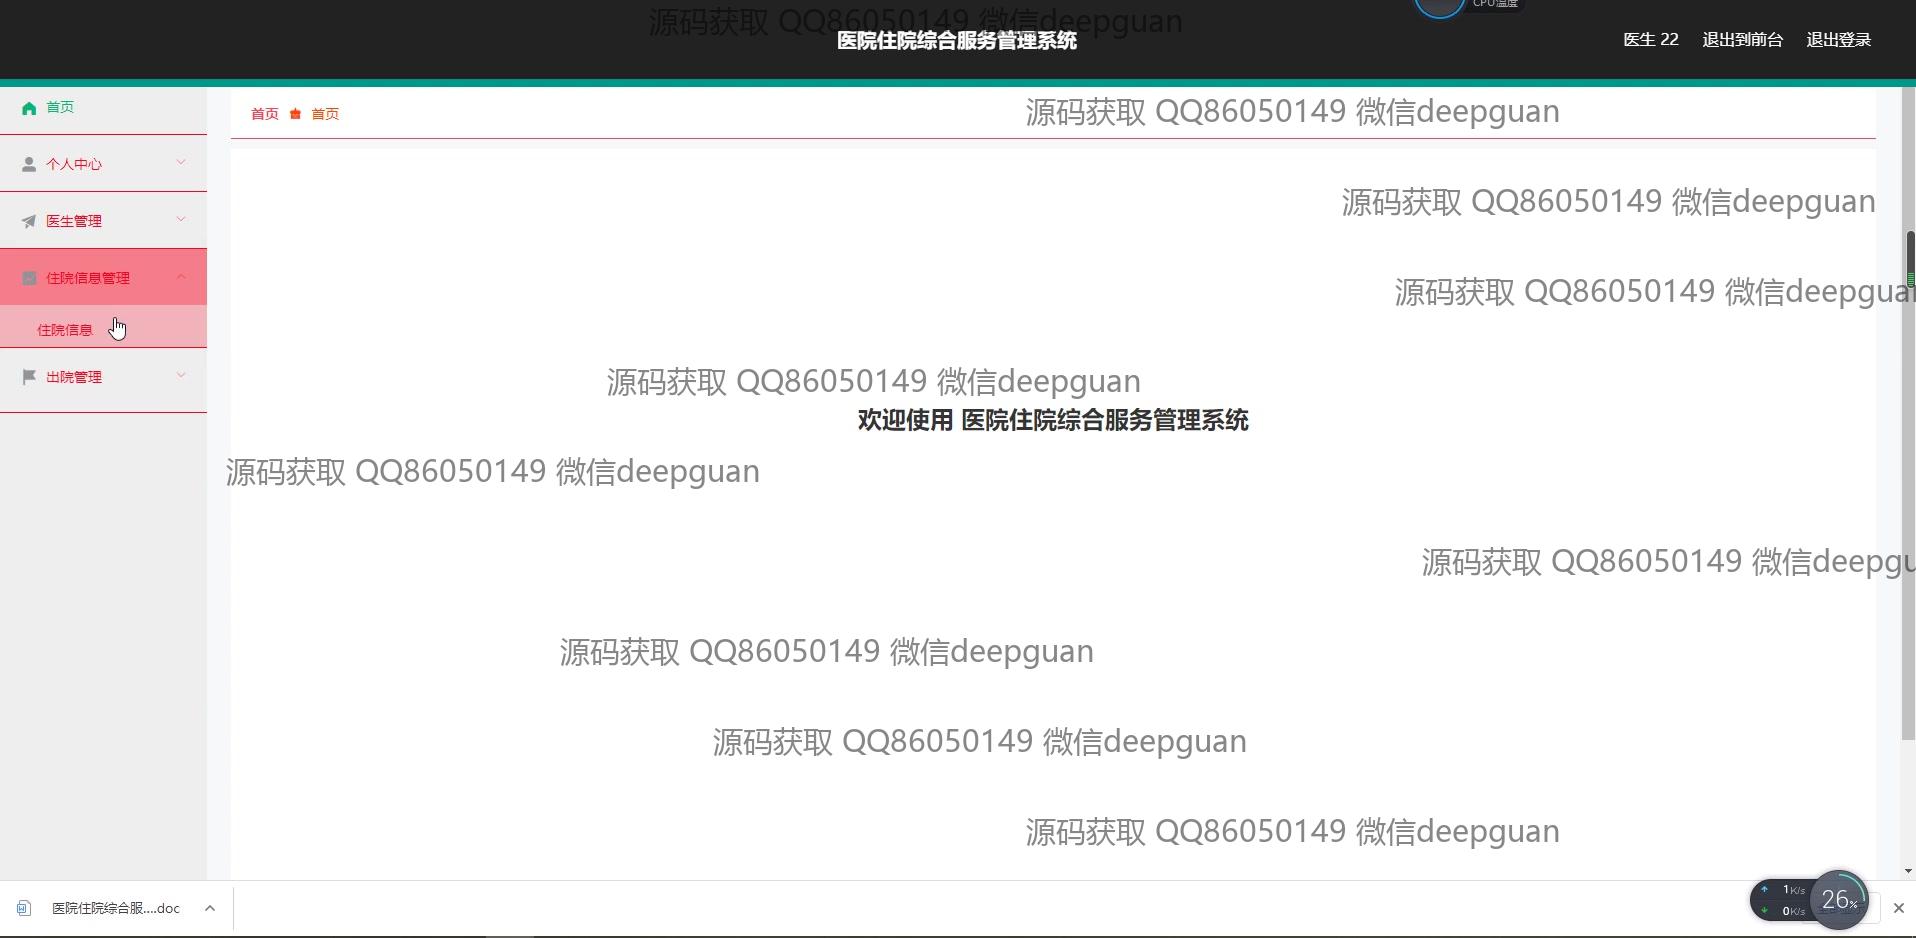 CPU温度
源码获取 QQ86050149 微信deepguan
医院住院综合服务管理系统
医生 22 退出到前台 退出登录
首页
首页 首页
源码获取 QQ86050149 微信deepguan
个人中心
源码获取 QQ86050149 微信deepguan
医生管理
住院信息管理
源码获取 QQ86050149 微信deepgua
住院信息
出院管理
源码获取 QQ86050149 微信deepguan
欢迎使用 医院住院综合服务管理系统
源码获取 QQ86050149 微信deepguan
源码获取 QQ86050149 微信deepgu
源码获取 QQ86050149 微信deepguan
源码获取 QQ86050149 微信deepguan
源码获取 QQ86050149 微信deepguan
医院住院综合服....doc
1K/s
0K/s
26%